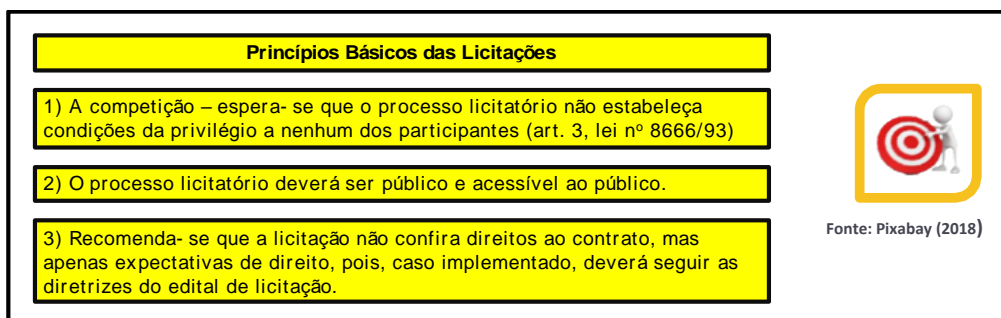 Princípios Básicos das Licitações
1) A competição – espera- se que o processo licitatório não estabeleça
condições da privilégio a nenhum dos participantes (art. 3, lei nº 8666/93)
2) O processo licitatório deverá ser público e acessível ao público.
3) Recomenda- se que a licitação não confira direitos ao contrato, mas
apenas expectativas de direito, pois, caso implementado, deverá seguir as
diretrizes do edital de licitação.
Fonte: Pixabay (2018)